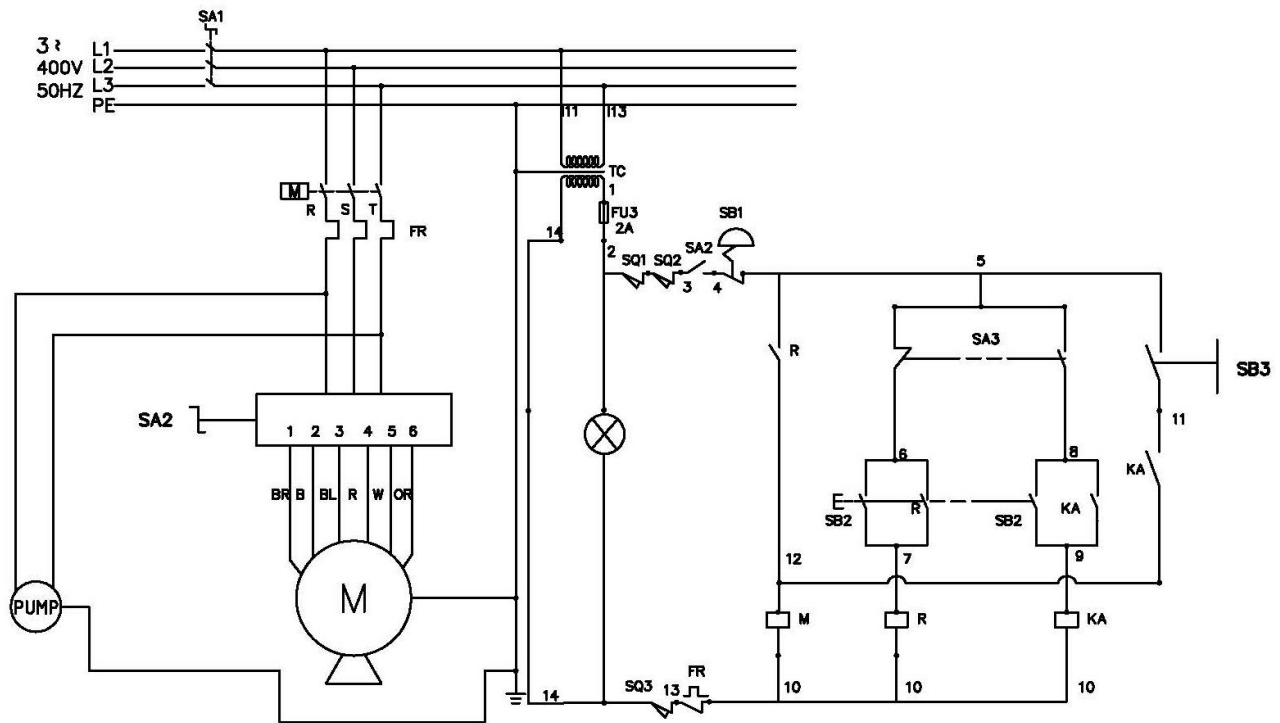 SA1
3 ~ L1
400V L2
50HZ L3
PE
I11 I13
TC
1
M
R S T
FR
FU3
2A
SB1
14
2
SQ1 SQ2 SA2
3 4
5
R
SA3
SB3
11
SA2
1 2 3 4 5 6
6 8
KA
BR B BL R W OR
SB2 R SB2 KA
12 7 9
M
PUMP
M R KA
SQ3 13 FR
14 10 10 10